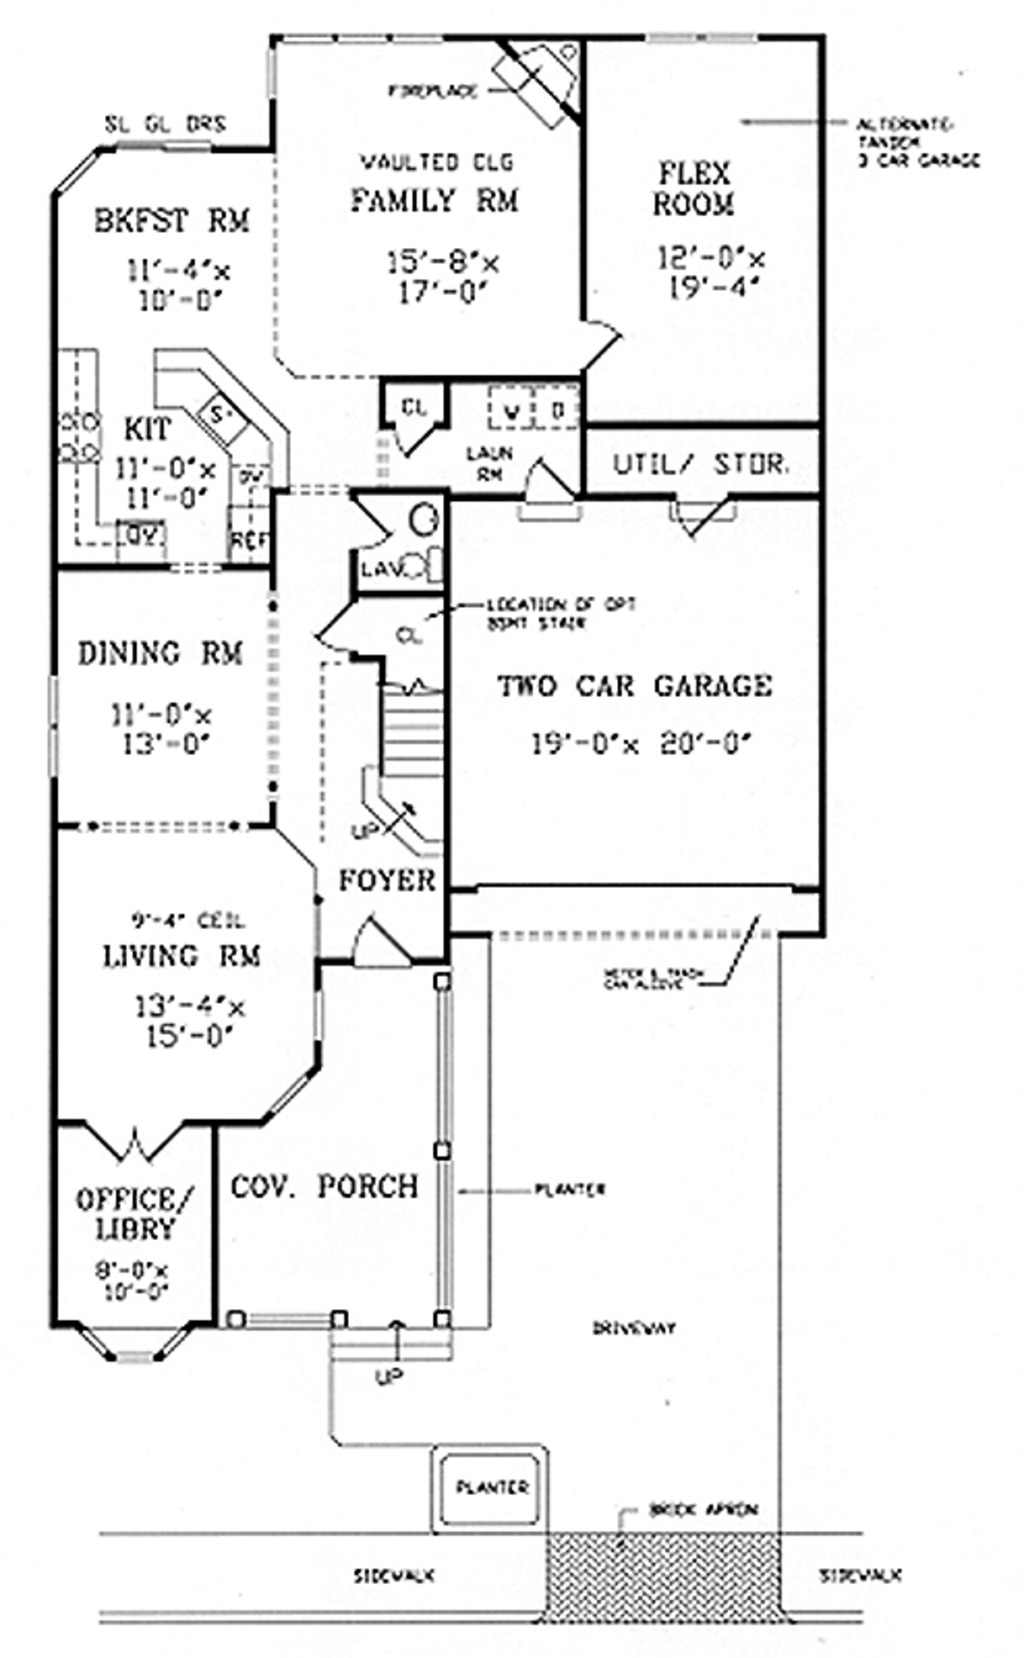 FIREPLACE
SL GL DRS
ALTERNATE:
TANDEM
3 CAR GARAGE
VAULTED CLG
FAMILY RM
15'-8"x
17'-0"
FLEX
ROOM
12'-0"x
19'-4"
BKFST RM
11'-4"x
10'-0"
CL
W D
S
KIT
11'-0"x
11'-0"
LAUN
RM
UTIL/ STOR.
DW
OV.
REF
LAV.
LOCATION OF OPT
BSMT STAIR
CL
DINING RM
11'-0"x
13'-0"
TWO CAR GARAGE
19'-0"x 20'-0"
UP
FOYER
9'-4" CEIL
LIVING RM
13'-4"x
15'-0"
METER & TRASH
CAN ALCOVE
OFFICE/
LIBRY
8'-0"x
10'-0"
COV. PORCH
PLANTER
DRIVEWAY
UP
PLANTER
BRICK APRON
SIDEWALK
SIDEWALK